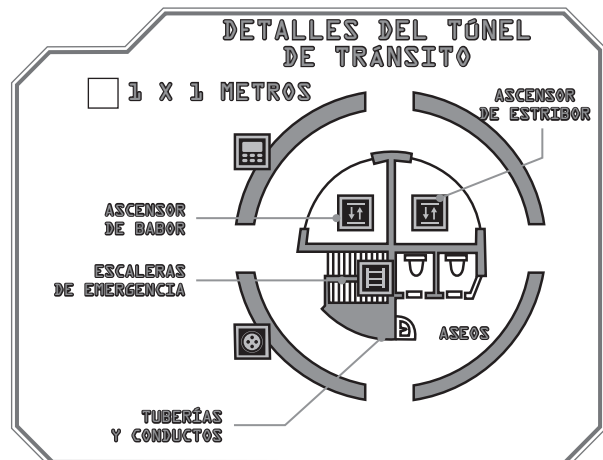 DETALLES DEL TÚNEL
DE TRÁNSITO
1 X 1 METROS
ASCENSOR
DE ESTRIBOR
ASCENSOR
DE BABOR
ESCALERAS
DE EMERGENCIA
ASEOS
TUBERÍAS
Y CONDUCTOS